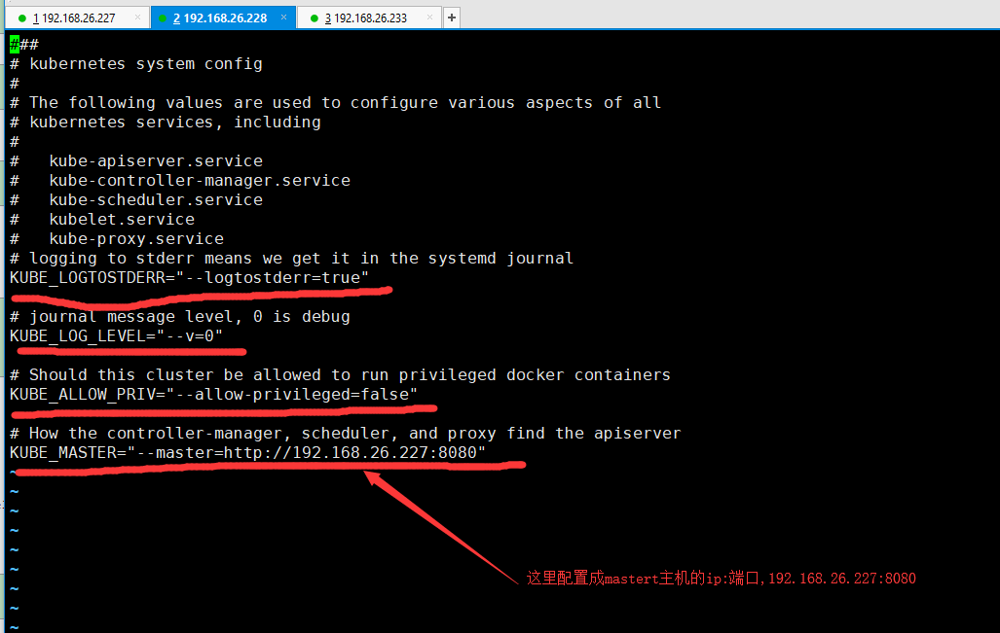 1 192.168.26.227 × 2 192.168.26.228 × 3 192.168.26.233 × +
###
# kubernetes system config
#
# The following values are used to configure various aspects of all
# kubernetes services, including
#
#   kube-apiserver.service
#   kube-controller-manager.service
#   kube-scheduler.service
#   kubelet.service
#   kube-proxy.service
# logging to stderr means we get it in the systemd journal
KUBE_LOGTOSTDERR="--logtostderr=true"
# journal message level, 0 is debug
KUBE_LOG_LEVEL="--v=0"
# Should this cluster be allowed to run privileged docker containers
KUBE_ALLOW_PRIV="--allow-privileged=false"
# How the controller-manager, scheduler, and proxy find the apiserver
KUBE_MASTER="--master=http://192.168.26.227:8080"
~
~
~
~
~
~
这里配置成mastert主机的ip:端口,192.168.26.227:8080
~
~
~